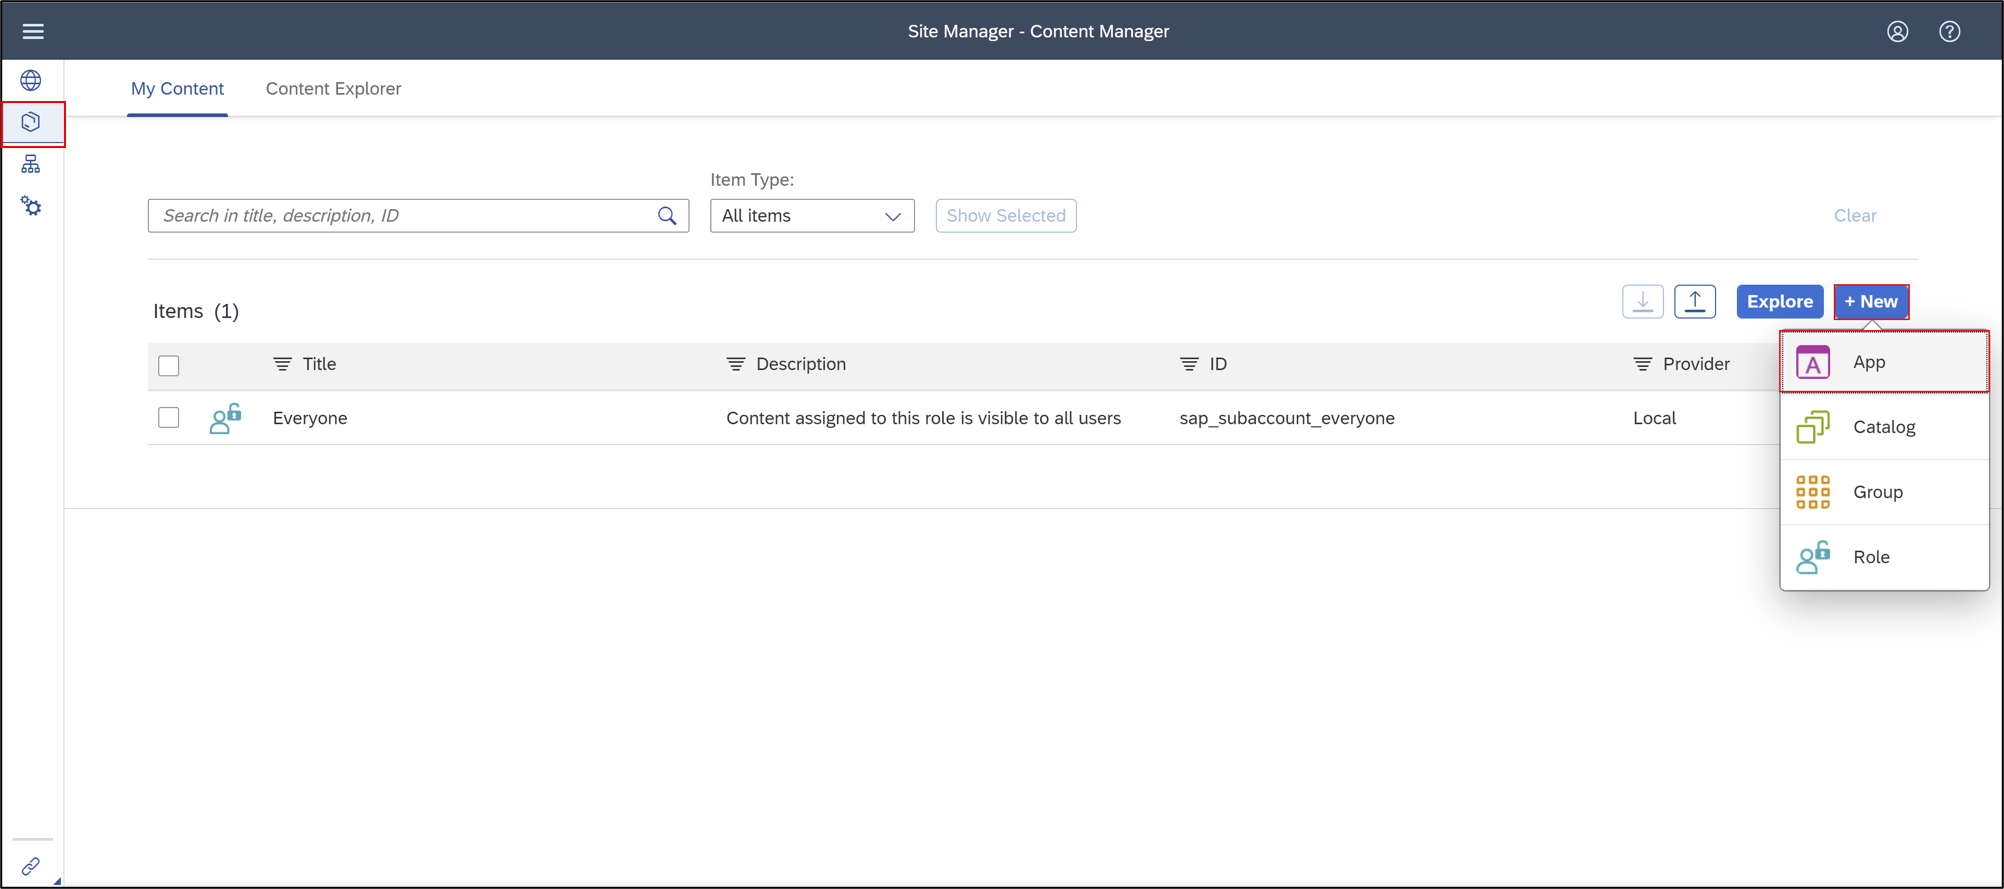 Site Manager - Content Manager
My Content
Content Explorer
Item Type:
Search in title, description, ID
All items
Show Selected
Clear
Items (1)
Explore
+ New
Title
Description
ID
Provider
Everyone
Content assigned to this role is visible to all users
sap_subaccount_everyone
Local
A
App
Catalog
Group
Role